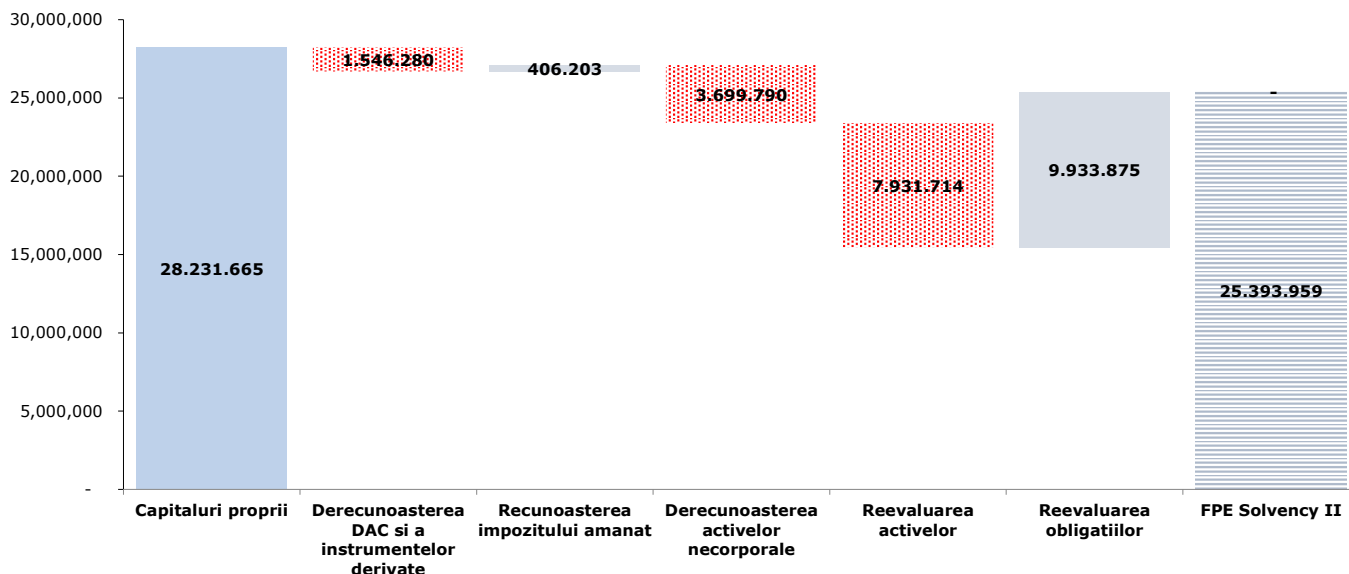 30,000,000
25,000,000
20,000,000
15,000,000
10,000,000
5,000,000
-
1.546.280
406.203
3.699.790
7.931.714
9.933.875
-
28.231.665
25.393.959
Capitaluri proprii
Derecunoasterea
DAC si a
instrumentelor
derivate
Recunoasterea
impozitului amanat
Derecunoasterea
activelor
necorporale
Reevaluarea
activelor
Reevaluarea
obligatiilor
FPE Solvency II